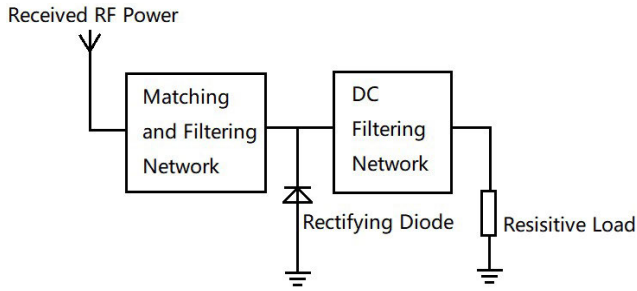 Received RF Power
Matching
and Filtering
Network
DC
Filtering
Network
Rectifying Diode
Resisitive Load